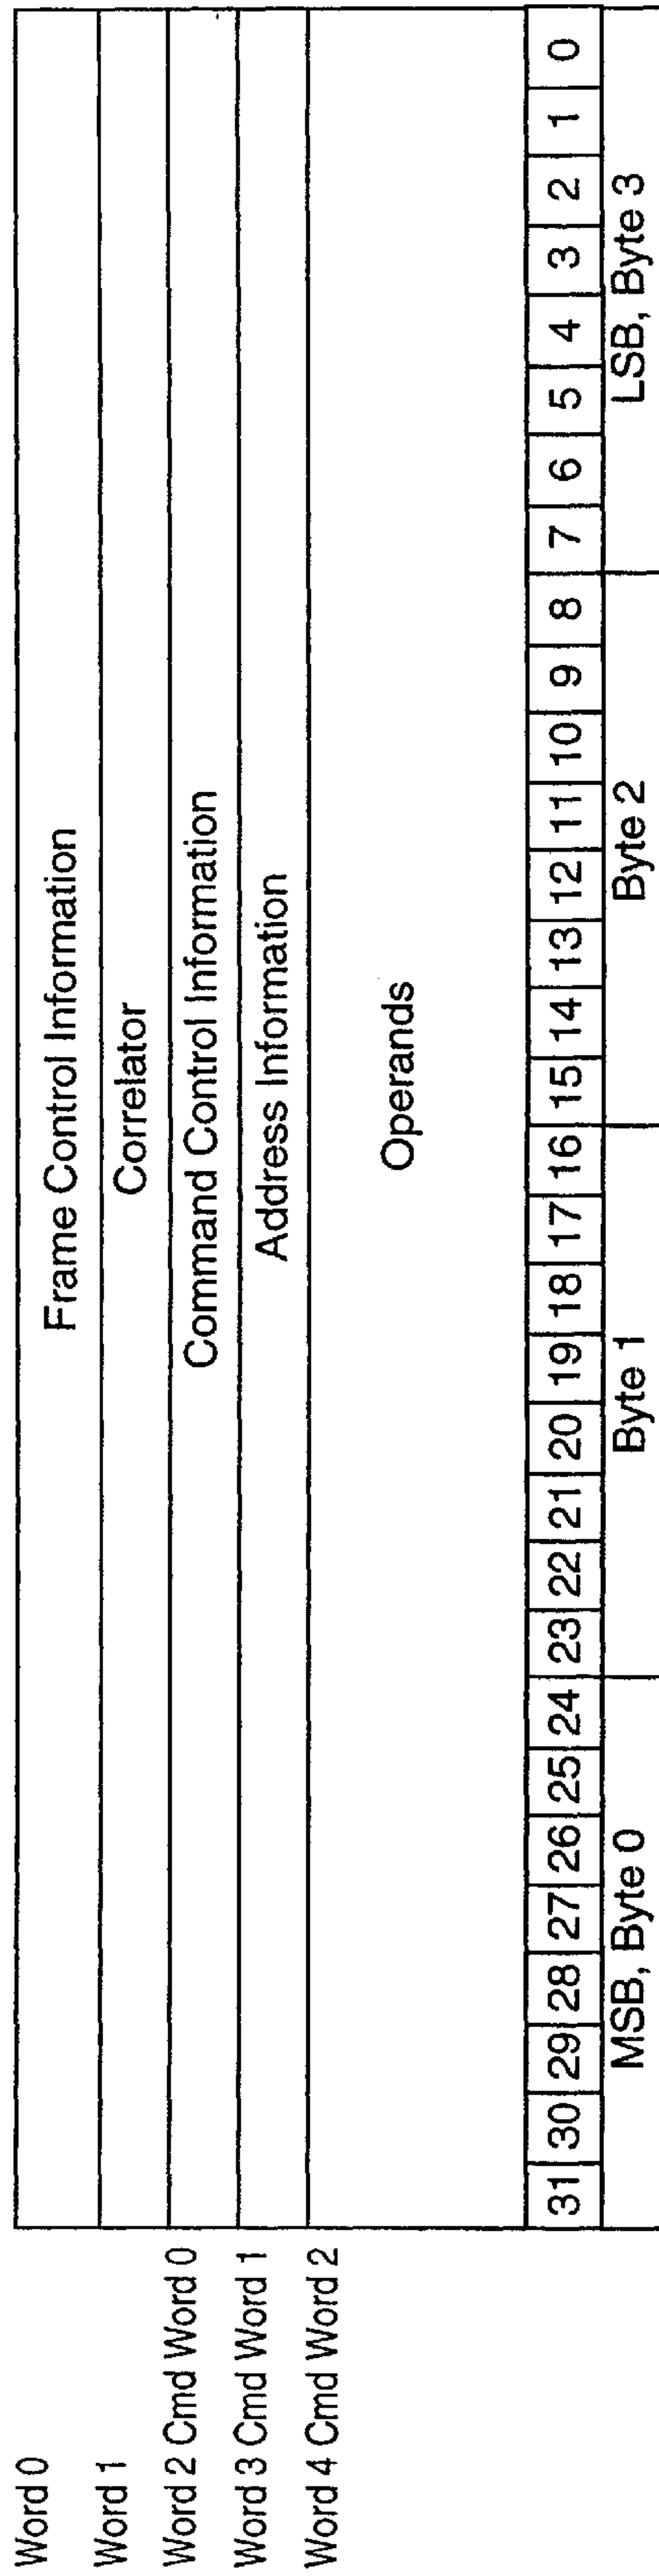 Word 0 Frame Control Information
Word 1 Correlator
Word 2 Cmd Word 0 Command Control Information
Word 3 Cmd Word 1 Address Information
Word 4 Cmd Word 2 Operands
31 30 29 28 27 26 25 24 23 22 21 20 19 18 17 16 15 14 13 12 11 10 9 8 7 6 5 4 3 2 1 0
MSB, Byte 0 Byte 1 Byte 2 LSB, Byte 3